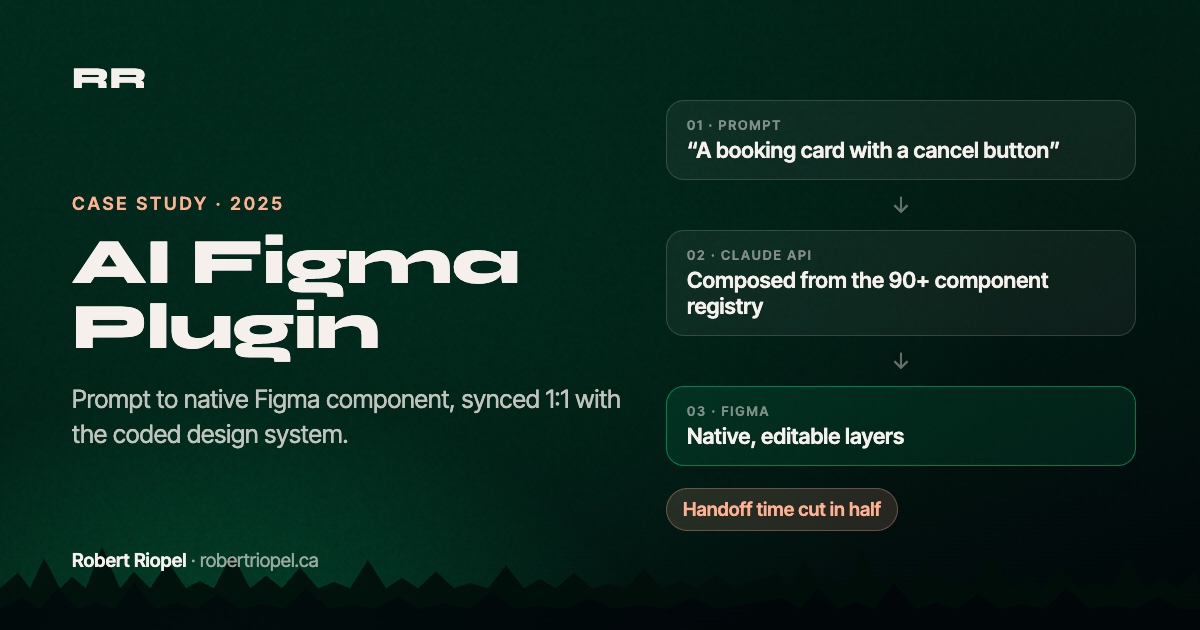 RR
CASE STUDY · 2025
AI Figma
Plugin
Prompt to native Figma component, synced 1:1 with
the coded design system.
Robert Riopel · robertriopel.ca
01 · PROMPT
“A booking card with a cancel button”
↓
02 · CLAUDE API
Composed from the 90+ component
registry
↓
03 · FIGMA
Native, editable layers
Handoff time cut in half